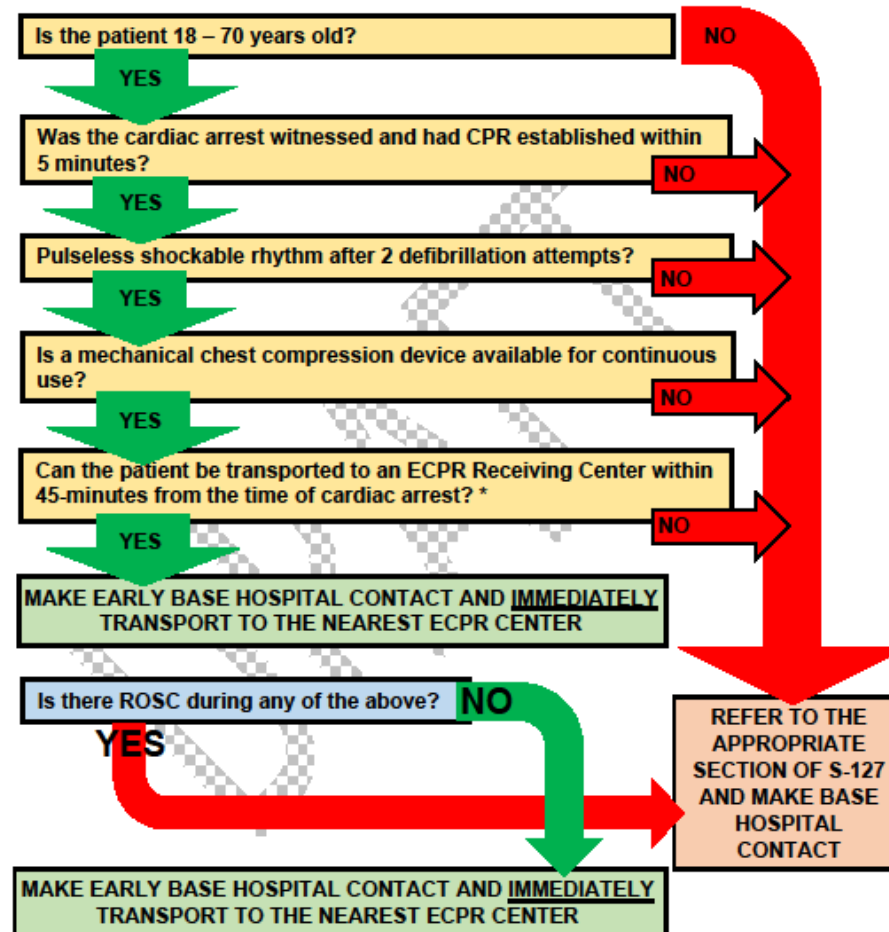 Is the patient 18 – 70 years old?
NO
YES
Was the cardiac arrest witnessed and had CPR established within
5 minutes?
NO
YES
Pulseless shockable rhythm after 2 defibrillation attempts?
NO
YES
Is a mechanical chest compression device available for continuous
use?
NO
YES
Can the patient be transported to an ECPR Receiving Center within
45-minutes from the time of cardiac arrest? *
NO
YES
MAKE EARLY BASE HOSPITAL CONTACT AND IMMEDIATELY
TRANSPORT TO THE NEAREST ECPR CENTER
Is there ROSC during any of the above?
NO
YES
REFER TO THE
APPROPRIATE
SECTION OF S-127
AND MAKE BASE
HOSPITAL
CONTACT
MAKE EARLY BASE HOSPITAL CONTACT AND IMMEDIATELY
TRANSPORT TO THE NEAREST ECPR CENTER